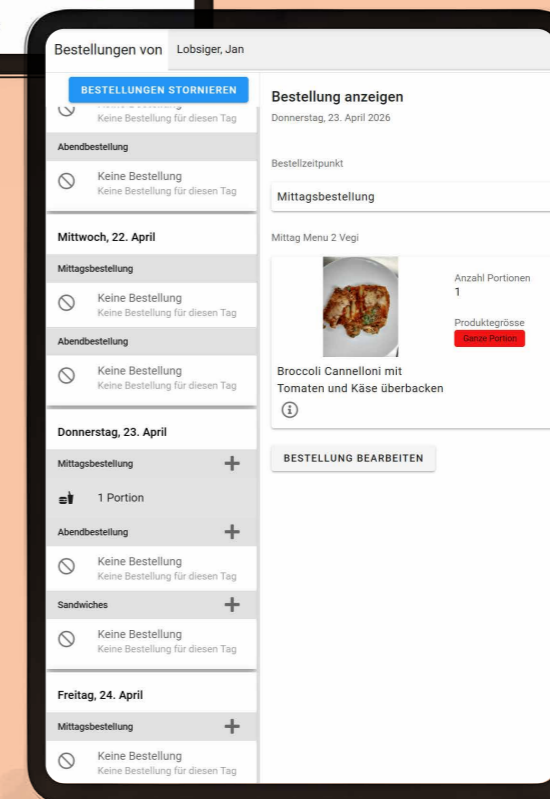 Bestellungen von Lobsiger, Jan
BESTELLUNGEN STORNIEREN
Keine Bestellung für diesen Tag
Abendbestellung
Keine Bestellung
Keine Bestellung für diesen Tag
Mittwoch, 22. April
Mittagsbestellung
Keine Bestellung
Keine Bestellung für diesen Tag
Abendbestellung
Keine Bestellung
Keine Bestellung für diesen Tag
Donnerstag, 23. April
Mittagsbestellung
1 Portion
Abendbestellung
Keine Bestellung
Keine Bestellung für diesen Tag
Sandwiches
Keine Bestellung
Keine Bestellung für diesen Tag
Freitag, 24. April
Mittagsbestellung
Keine Bestellung
Keine Bestellung für diesen Tag
Bestellung anzeigen
Donnerstag, 23. April 2026
Bestellzeitpunkt
Mittagsbestellung
Mittag Menu 2 Vegi
Anzahl Portionen
1
Produktegrösse
Ganze Portion
Broccoli Cannelloni mit
Tomaten und Käse überbacken
BESTELLUNG BEARBEITEN